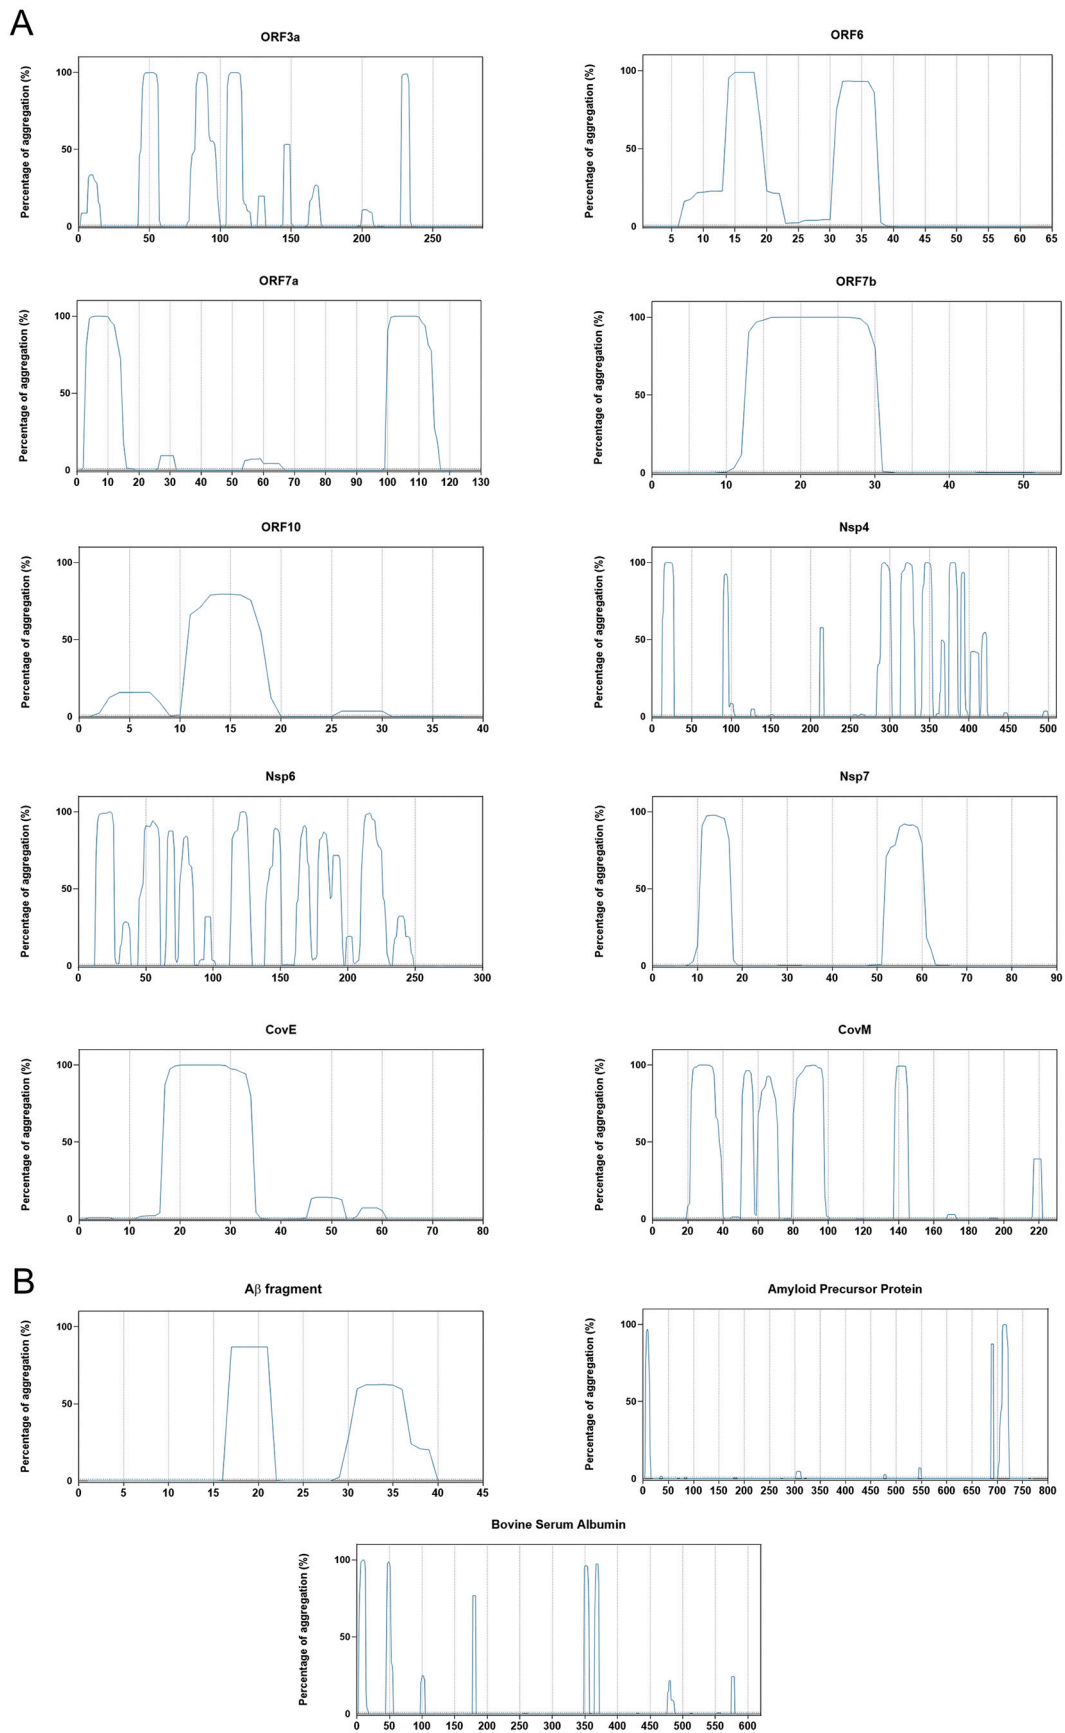 A
ORF3a
Percentage of aggregation (%)
100
50
0
0 50 100 150 200 250
ORF6
Percentage of aggregation (%)
100
50
0
5 10 15 20 25 30 35 40 45 50 55 60 65
ORF7a
Percentage of aggregation (%)
100
50
0
0 10 20 30 40 50 60 70 80 90 100 110 120 130
ORF7b
Percentage of aggregation (%)
100
50
0
0 10 20 30 40 50
ORF10
Percentage of aggregation (%)
100
50
0
0 5 10 15 20 25 30 35 40
Nsp4
Percentage of aggregation (%)
100
50
0
0 50 100 150 200 250 300 350 400 450 500
Nsp6
Percentage of aggregation (%)
100
50
0
0 50 100 150 200 250 300
Nsp7
Percentage of aggregation (%)
100
50
0
0 10 20 30 40 50 60 70 80 90
CovE
Percentage of aggregation (%)
100
50
0
0 10 20 30 40 50 60 70 80
CovM
Percentage of aggregation (%)
100
50
0
0 20 40 60 80 100 120 140 160 180 200 220
B
Aβ fragment
Percentage of aggregation (%)
100
50
0
0 5 10 15 20 25 30 35 40 45
Amyloid Precursor Protein
Percentage of aggregation (%)
100
50
0
0 50 100 150 200 250 300 350 400 450 500 550 600 650 700 750 800
Bovine Serum Albumin
Percentage of aggregation (%)
100
50
0
0 50 100 150 200 250 300 350 400 450 500 550 600